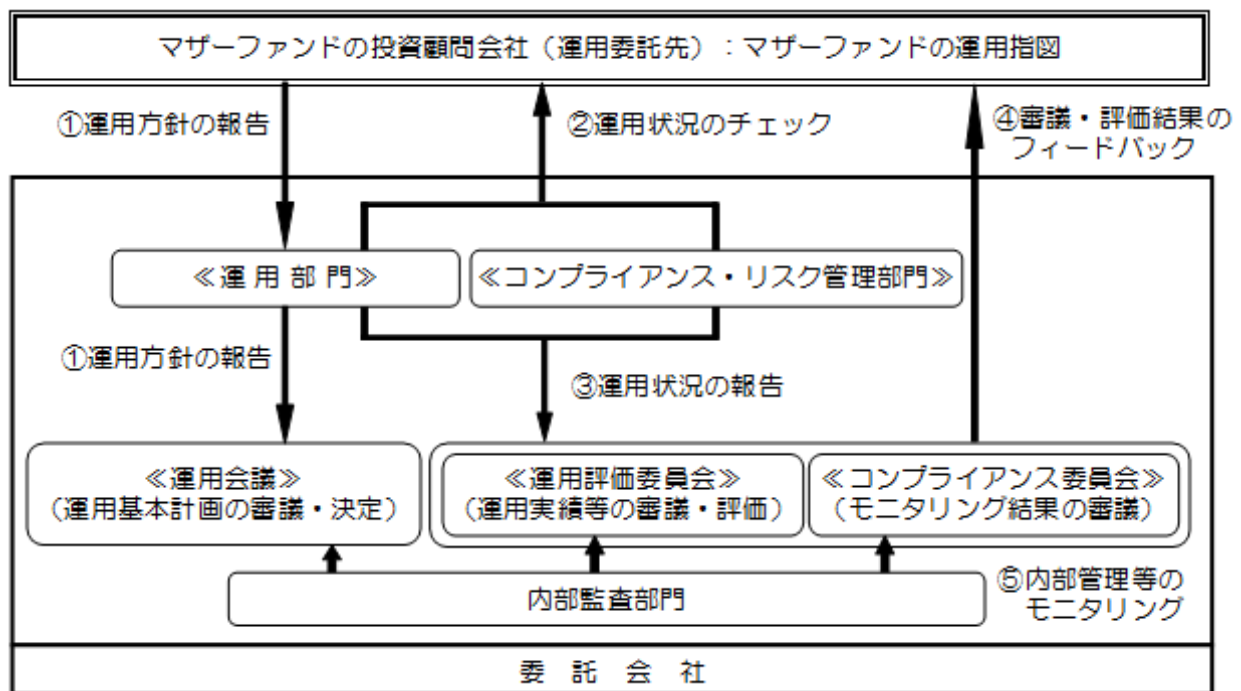 マザーファンドの投資顧問会社（運用委託先）：マザーファンドの運用指図
①運用方針の報告
②運用状況のチェック
④審議・評価結果の
フィードバック
≪運用部門≫
≪コンプライアンス・リスク管理部門≫
①運用方針の報告
③運用状況の報告
≪運用会議≫
（運用基本計画の審議・決定）
≪運用評価委員会≫
（運用実績等の審議・評価）
≪コンプライアンス委員会≫
（モニタリング結果の審議）
内部監査部門
⑤内部管理等の
モニタリング
委託会社